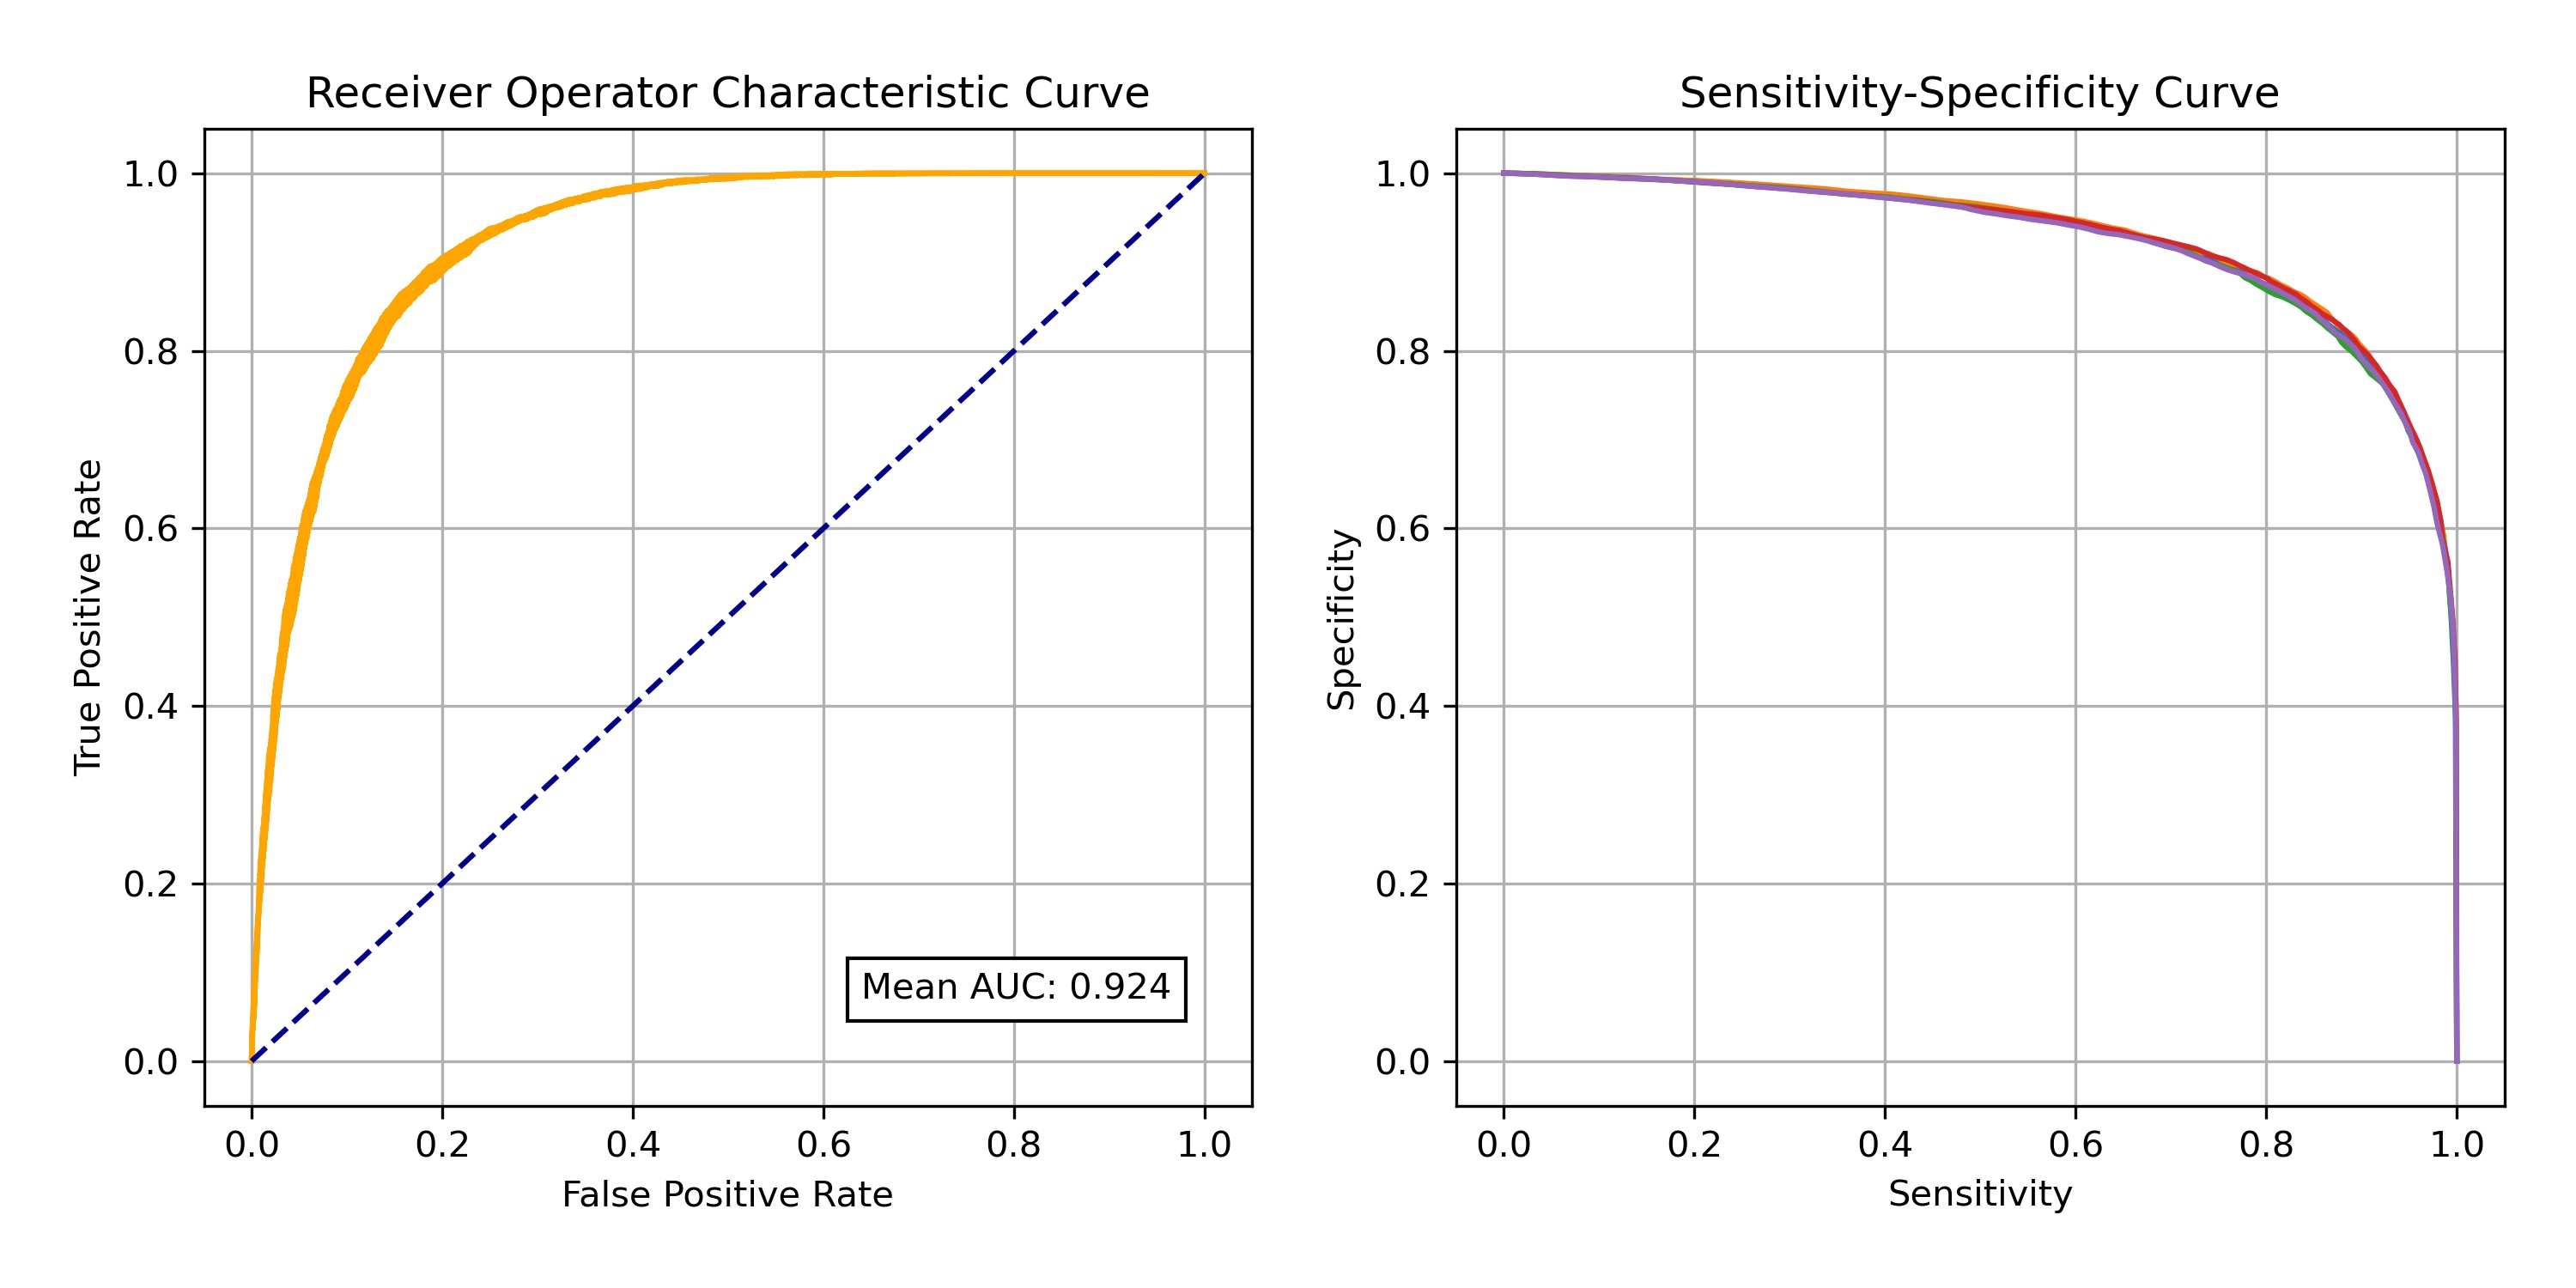 Receiver Operator Characteristic Curve
True Positive Rate
1.0
0.8
0.6
0.4
0.2
0.0
Mean AUC: 0.924
0.0 0.2 0.4 0.6 0.8 1.0
False Positive Rate
Sensitivity-Specificity Curve
Specificity
1.0
0.8
0.6
0.4
0.2
0.0
0.0 0.2 0.4 0.6 0.8 1.0
Sensitivity